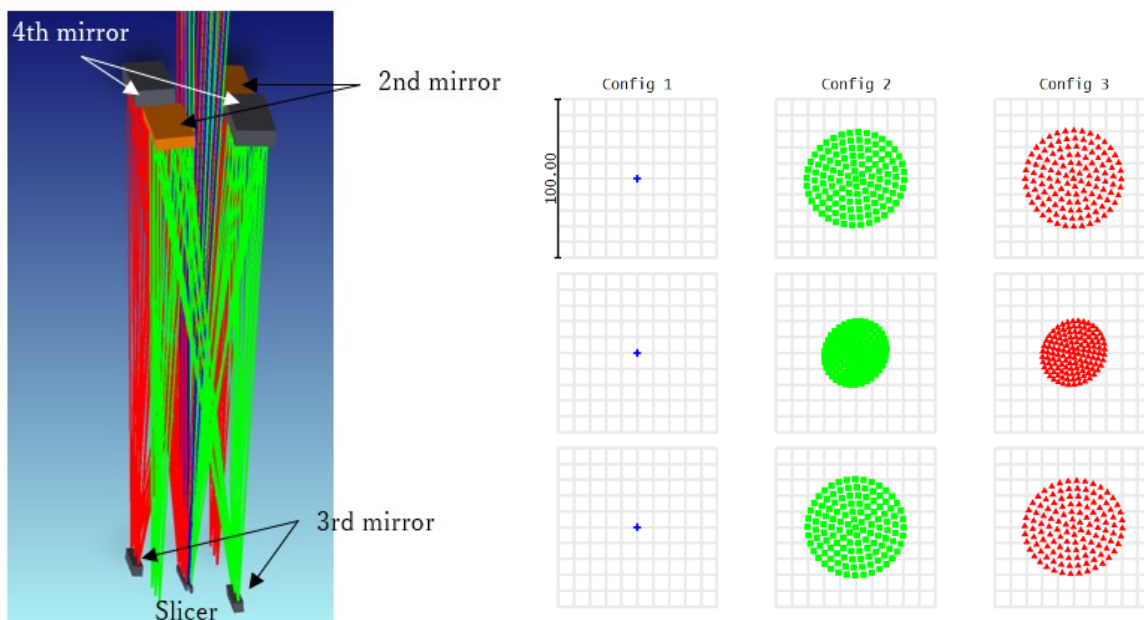 4th mirror
2nd mirror
3rd mirror
Slicer
Config 1
Config 2
Config 3
100.00